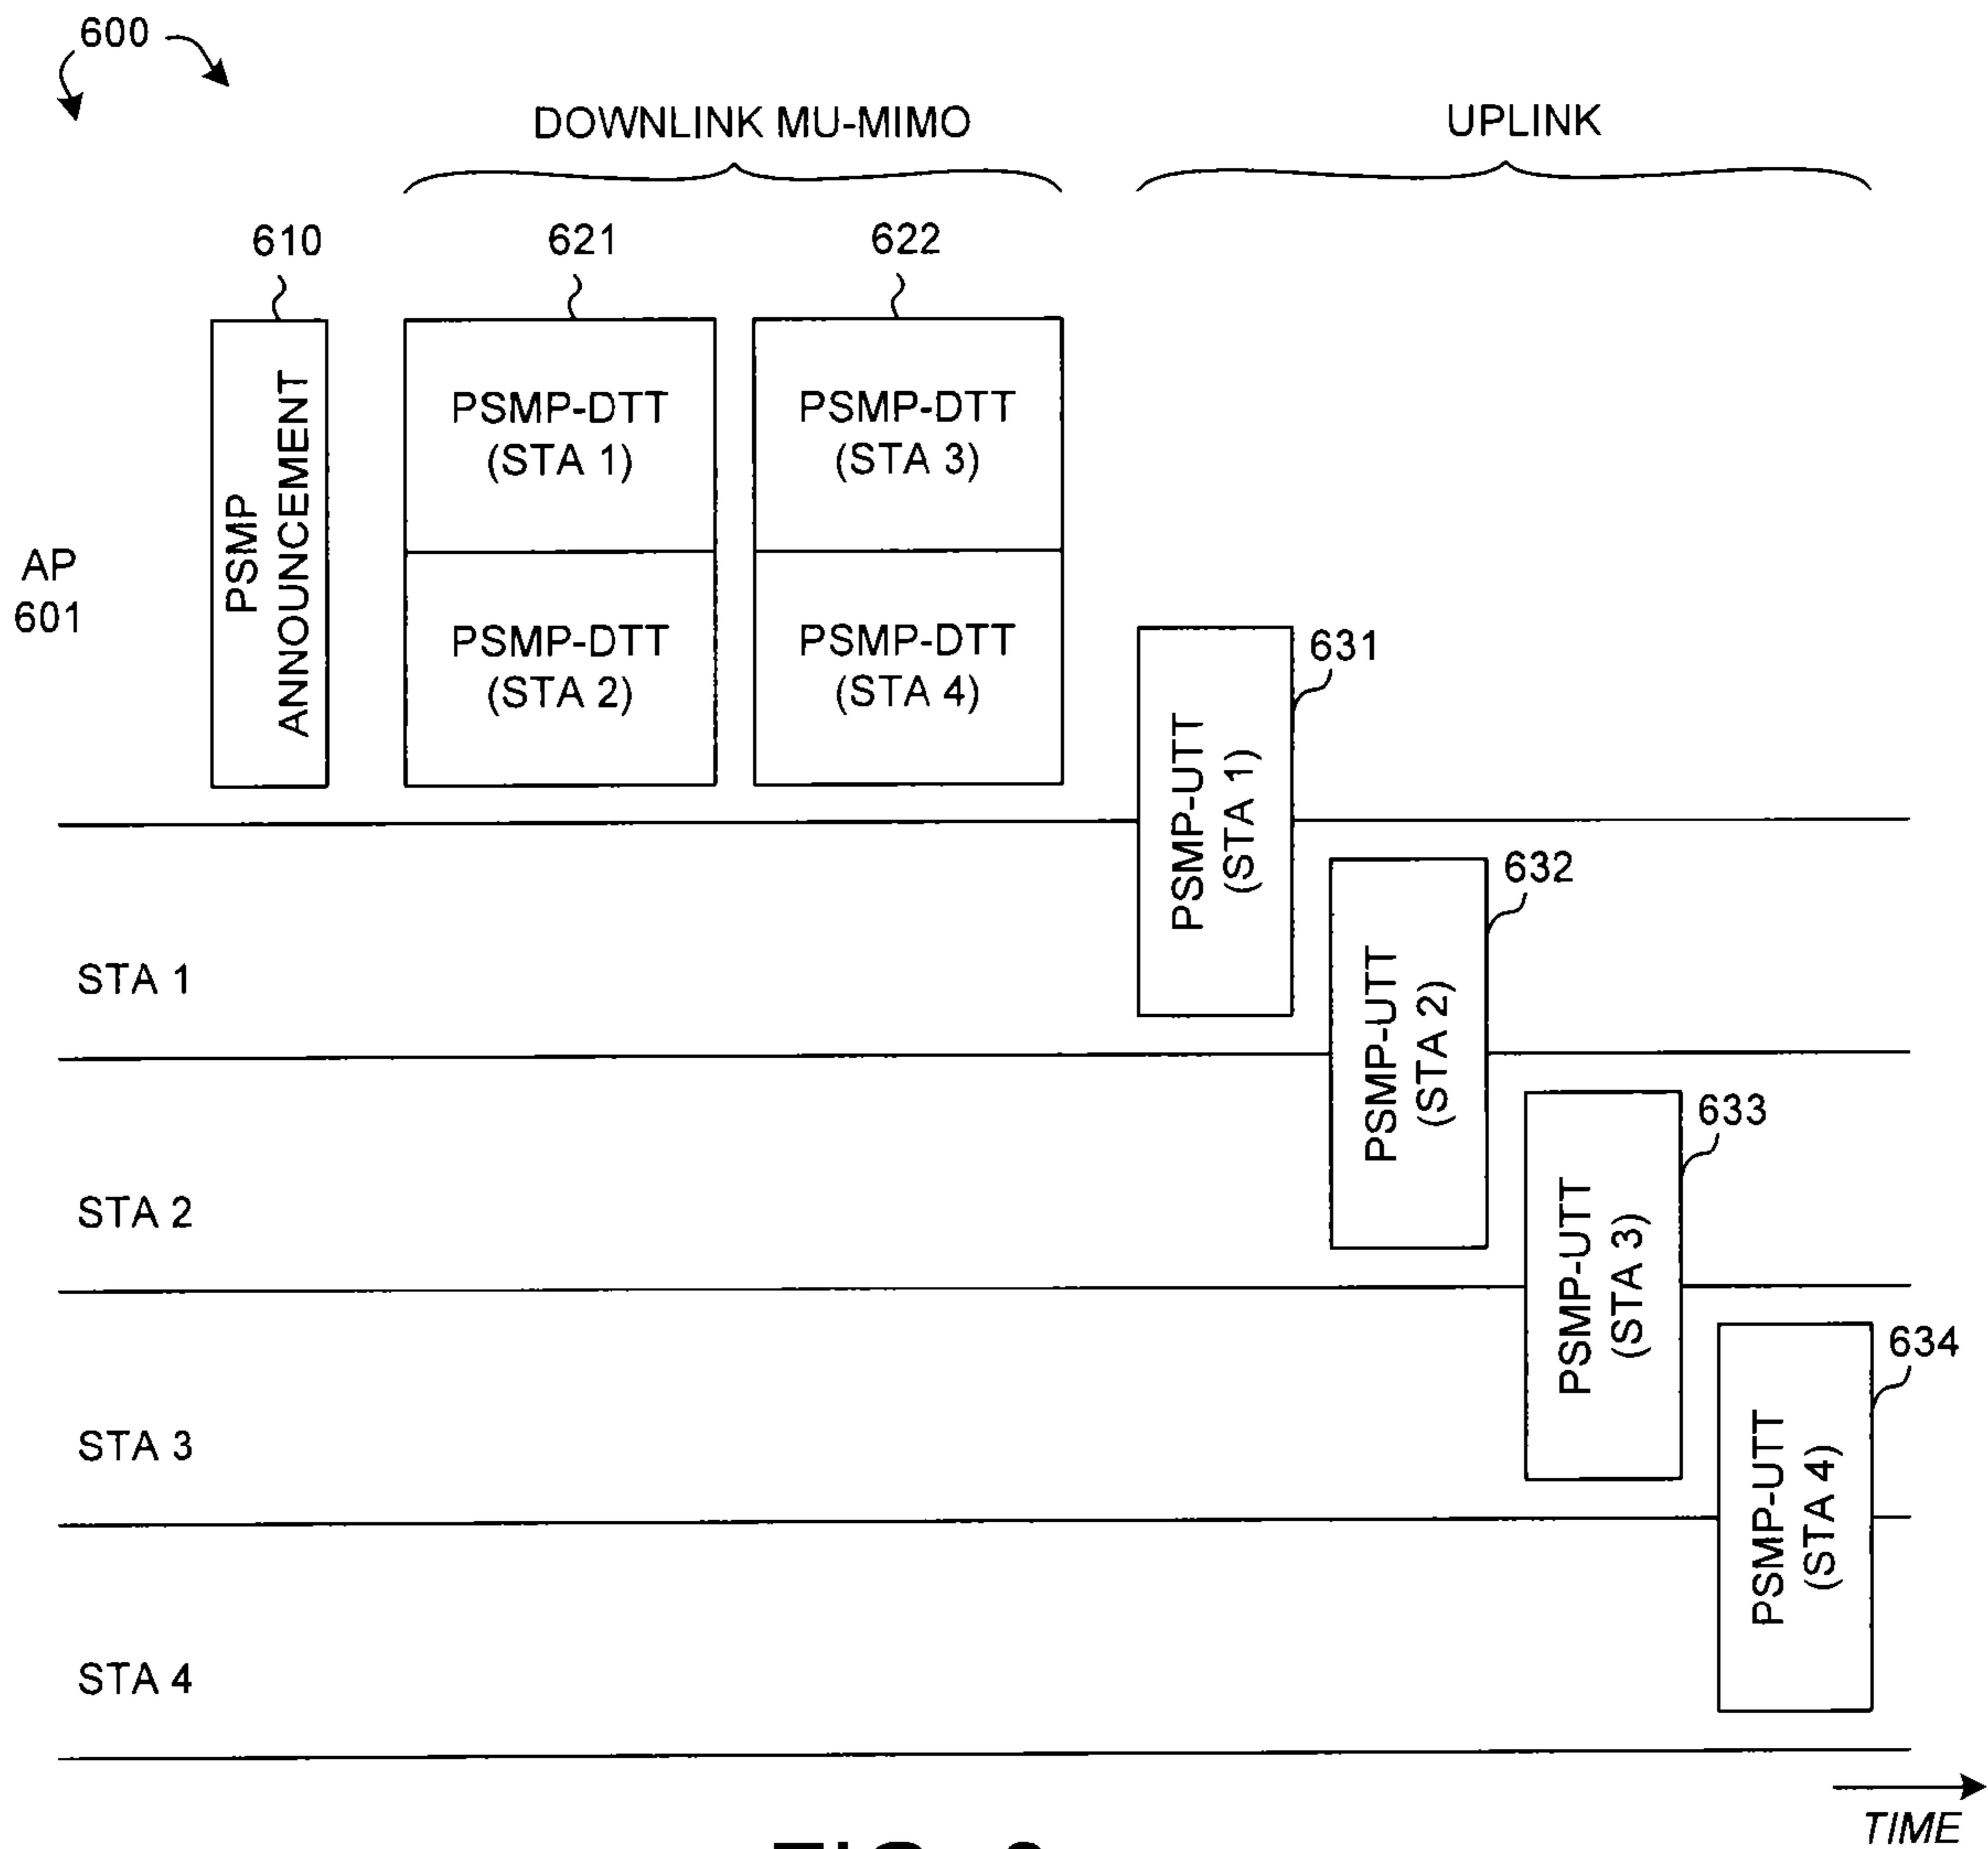 600
DOWNLINK MU-MIMO
UPLINK
610
621
622
PSMP
ANNOUNCEMENT
PSMP-DTT
(STA 1)
PSMP-DTT
(STA 3)
PSMP-DTT
(STA 2)
PSMP-DTT
(STA 4)
AP
601
631
PSMP-UTT
(STA 1)
632
PSMP-UTT
(STA 2)
STA 1
633
PSMP-UTT
(STA 3)
STA 2
634
PSMP-UTT
(STA 4)
STA 3
STA 4
TIME